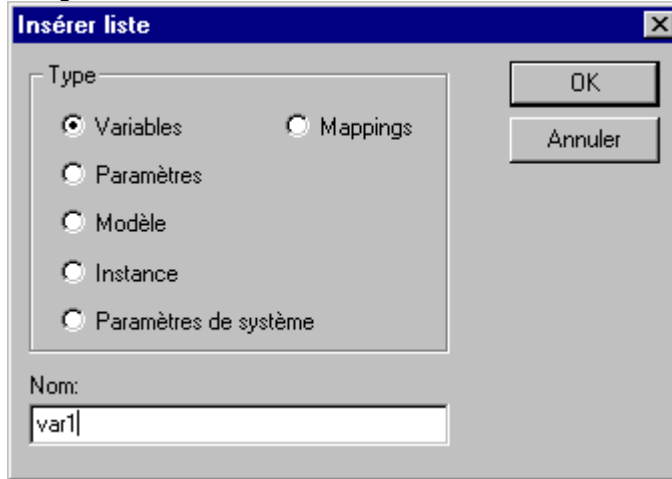 Insérer liste
Type
Variables
Mappings
Paramètres
Modèle
Instance
Paramètres de système
OK
Annuler
Nom:
var1